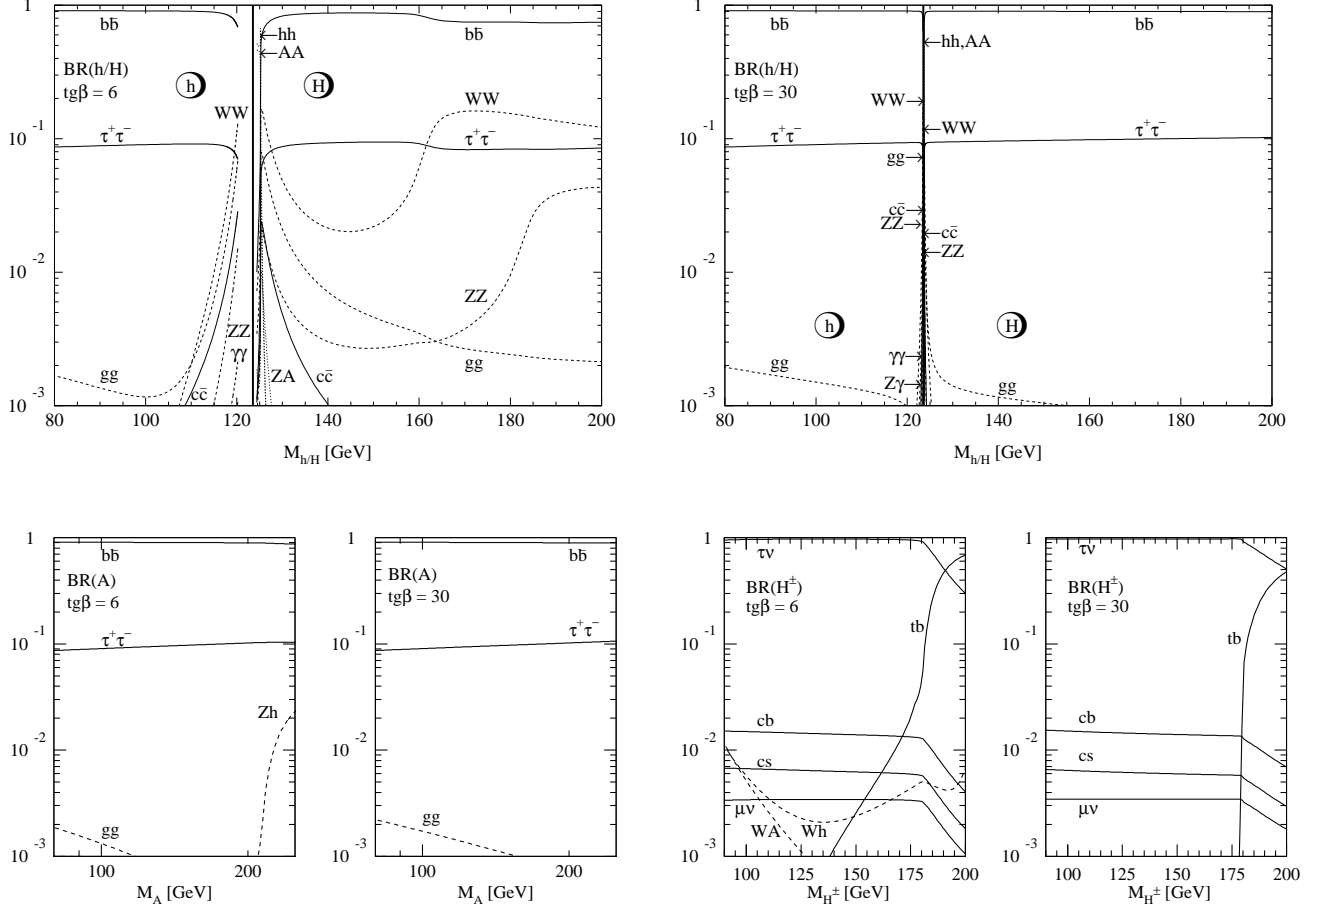 1
bb̄
hh
AA
bb̄
BR(h/H)
tgβ = 6
h
H
WW
WW
10 -1
τ+τ−
τ+τ−
10 -2
ZZ
ZZ
γγ
gg
cc̄
ZA
cc̄
gg
10 -3
80 100 120 140 160 180 200
M h/H [GeV]
1
bb̄
bb̄
hh,AA
BR(h/H)
tgβ = 30
WW
10 -1
τ+τ−
WW
τ+τ−
gg
cc̄
ZZ
cc̄
ZZ
10 -2
h
H
γγ
gg
Zγ
gg
10 -3
80 100 120 140 160 180 200
M h/H [GeV]
1
bb̄
BR(A)
tgβ = 6
10 -1
τ+τ−
Zh
10 -2
gg
10 -3
100 200
M A [GeV]
1
bb̄
BR(A)
tgβ = 30
10 -1
τ+τ−
10 -2
gg
10 -3
100 200
M A [GeV]
1
τν
BR(H±)
tgβ = 6
10 -1
tb
cb
10 -2
cs
μν
WA
Wh
10 -3
100 125 150 175 200
M H± [GeV]
1
τν
BR(H±)
tgβ = 30
10 -1
tb
cb
10 -2
cs
μν
10 -3
100 125 150 175 200
M H± [GeV]